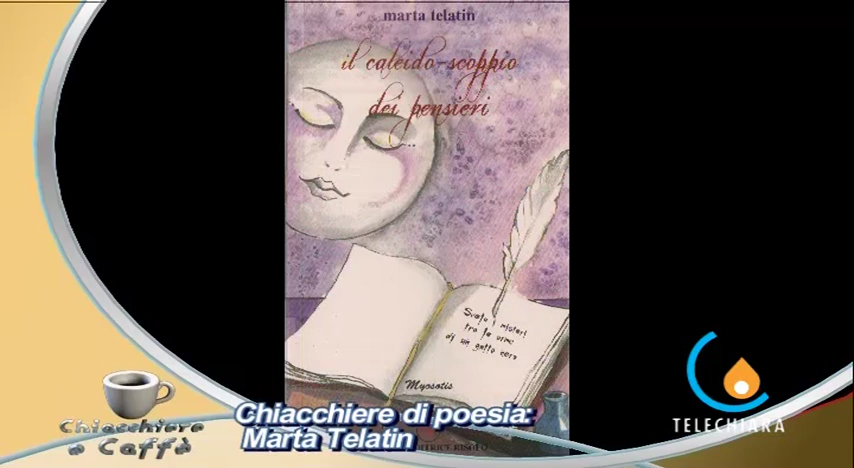 marta telatin
il caleido-scoppio
dei pensieri
Svelo i misteri
tra le orme
di un gatto nero
Myosotis
Chiacchiere
e Caffè
Chiacchiere di poesia:
Marta Telatin
TELECHIARA